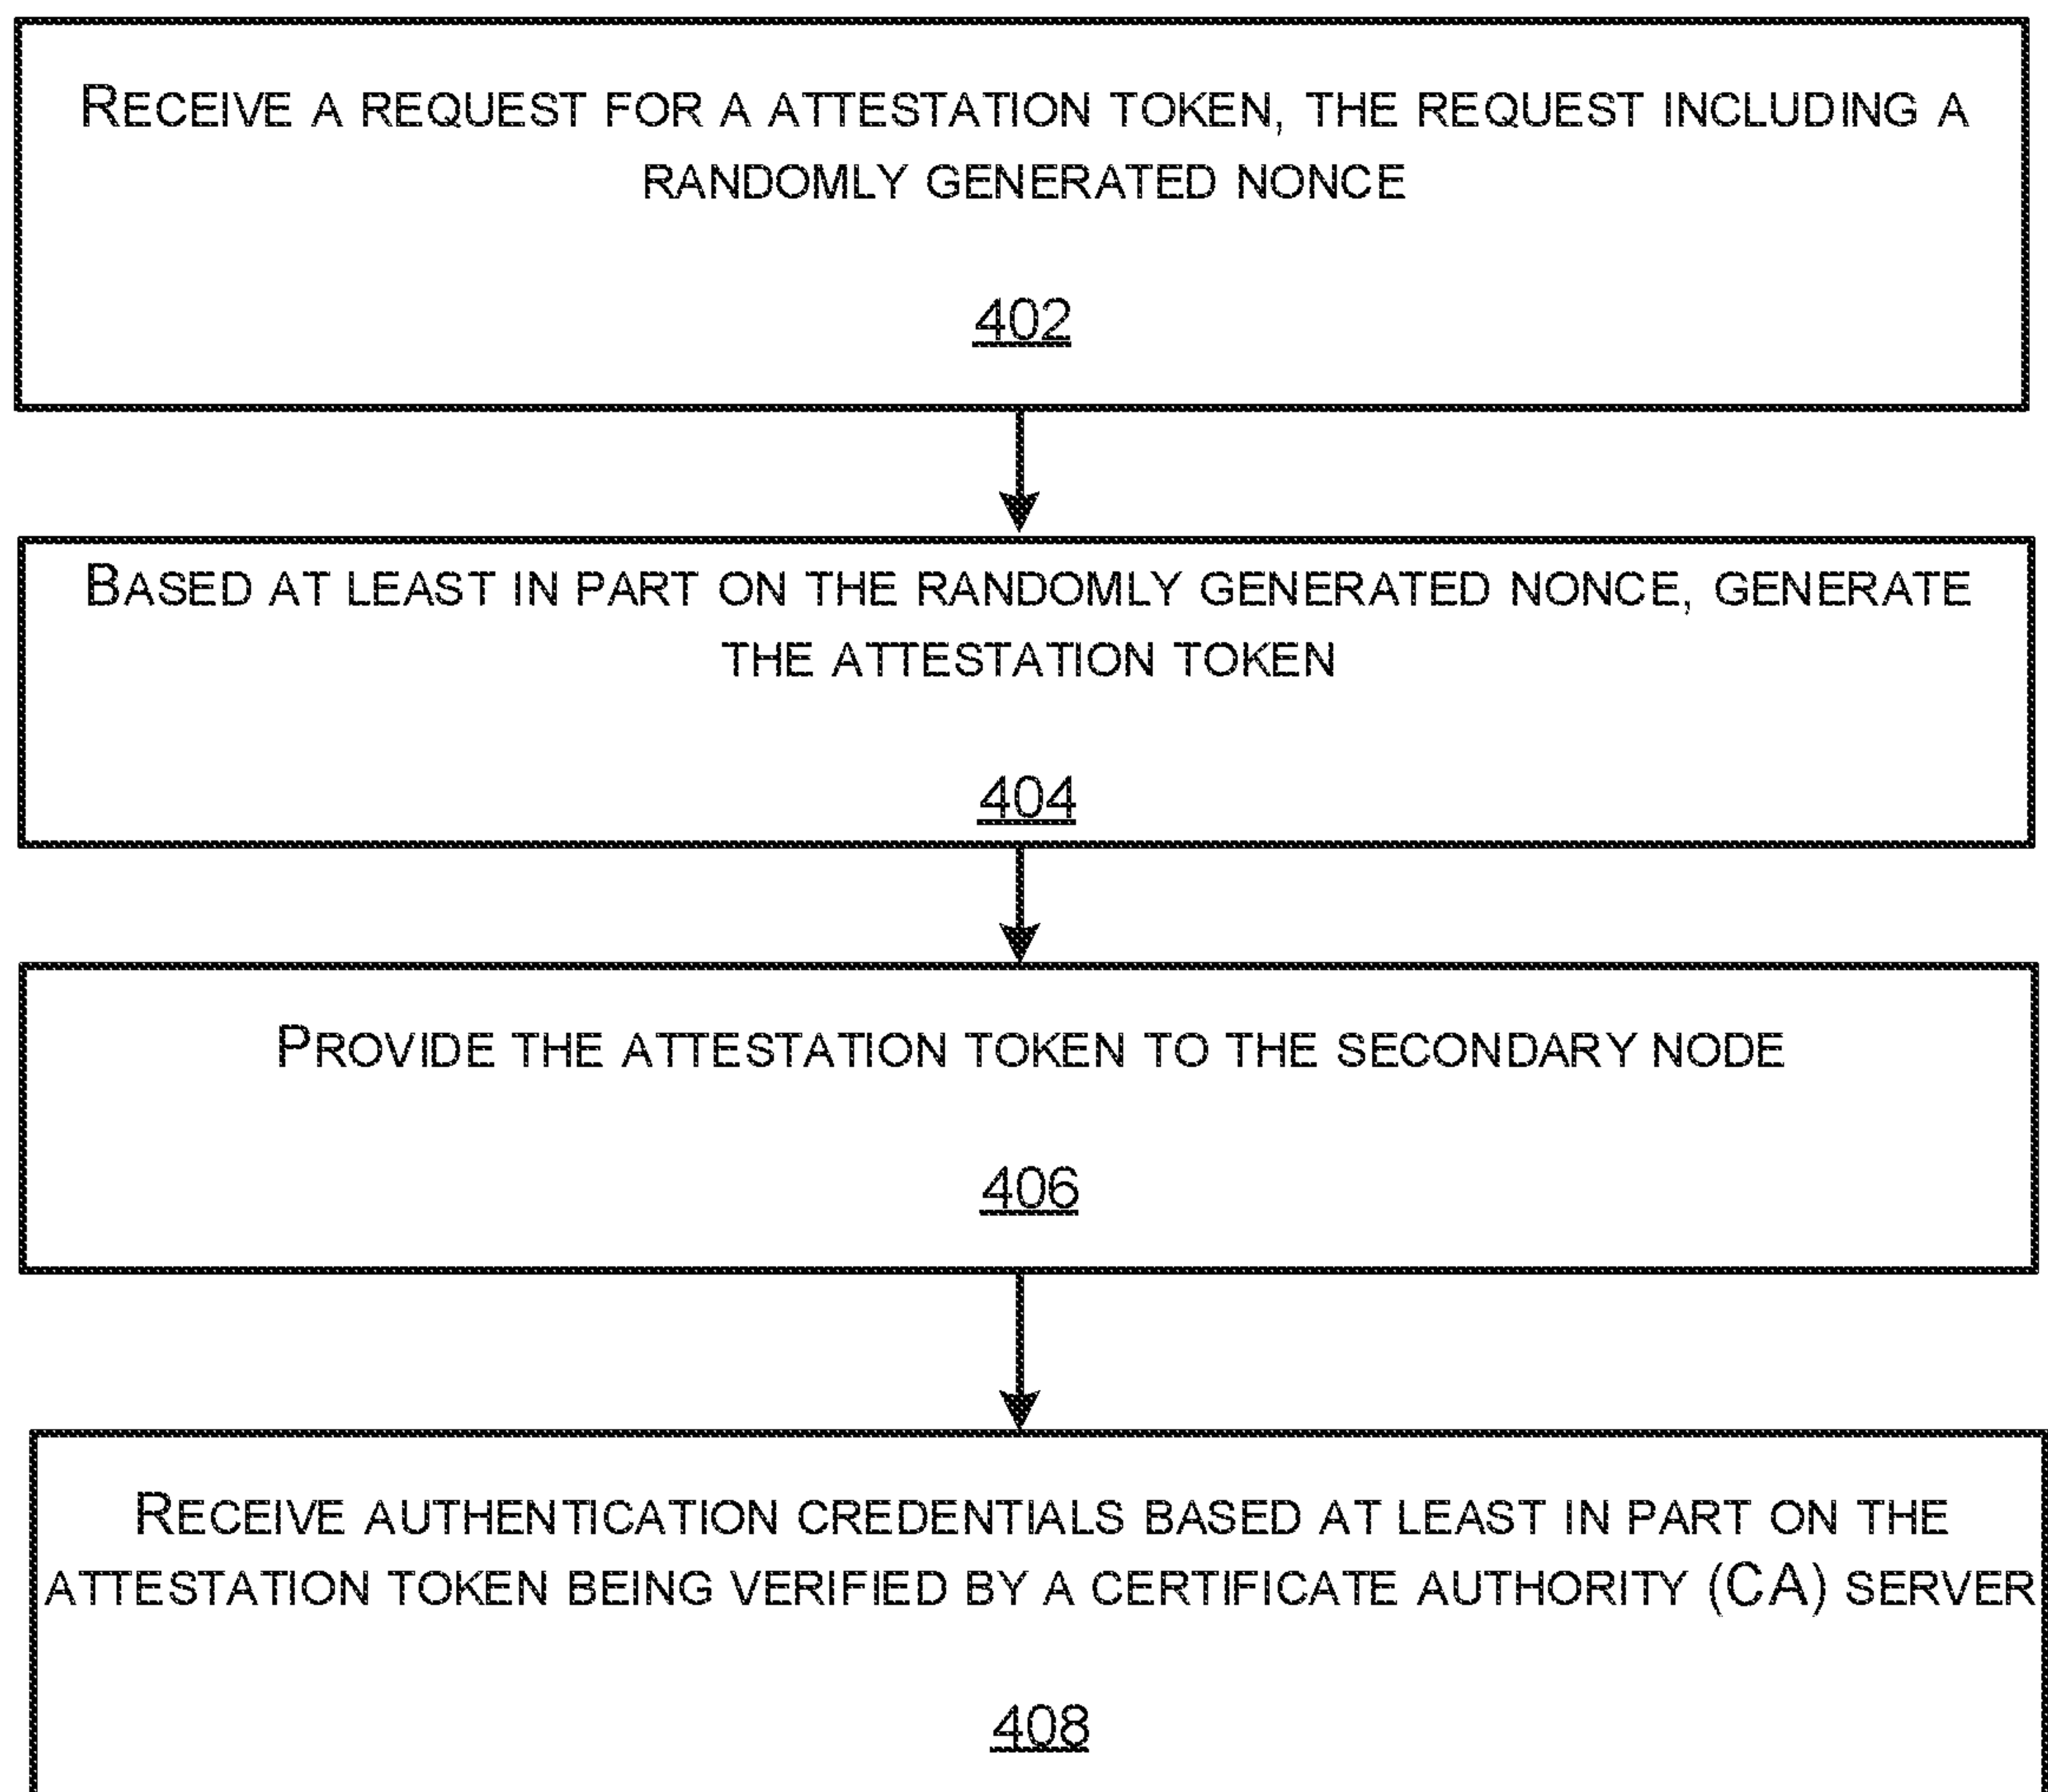 RECEIVE A REQUEST FOR A ATTESTATION TOKEN, THE REQUEST INCLUDING A
RANDOMLY GENERATED NONCE
402
BASED AT LEAST IN PART ON THE RANDOMLY GENERATED NONCE, GENERATE
THE ATTESTATION TOKEN
404
PROVIDE THE ATTESTATION TOKEN TO THE SECONDARY NODE
406
RECEIVE AUTHENTICATION CREDENTIALS BASED AT LEAST IN PART ON THE
ATTESTATION TOKEN BEING VERIFIED BY A CERTIFICATE AUTHORITY (CA) SERVER
408